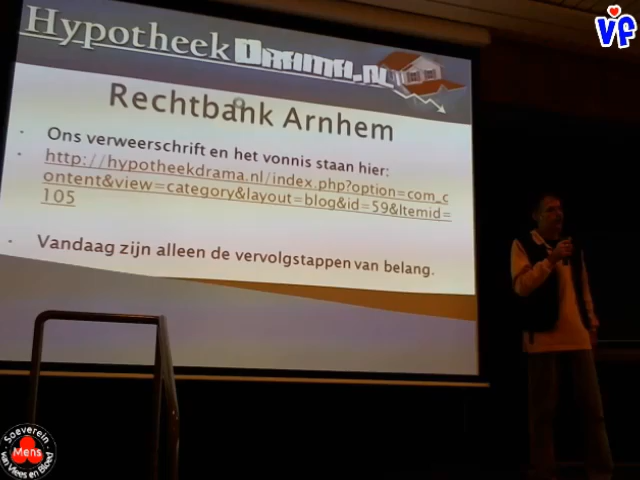 VF
HypotheekDrama.nl
Rechtbank Arnhem
· Ons verweerschrift en het vonnis staan hier:
· http://hypotheekdrama.nl/index.php?option=com_c
ontent&view=category&layout=blog&id=59&Itemid=
105
· Vandaag zijn alleen de vervolgstappen van belang.
Soeverein
Mens
van Vlees en Bloed